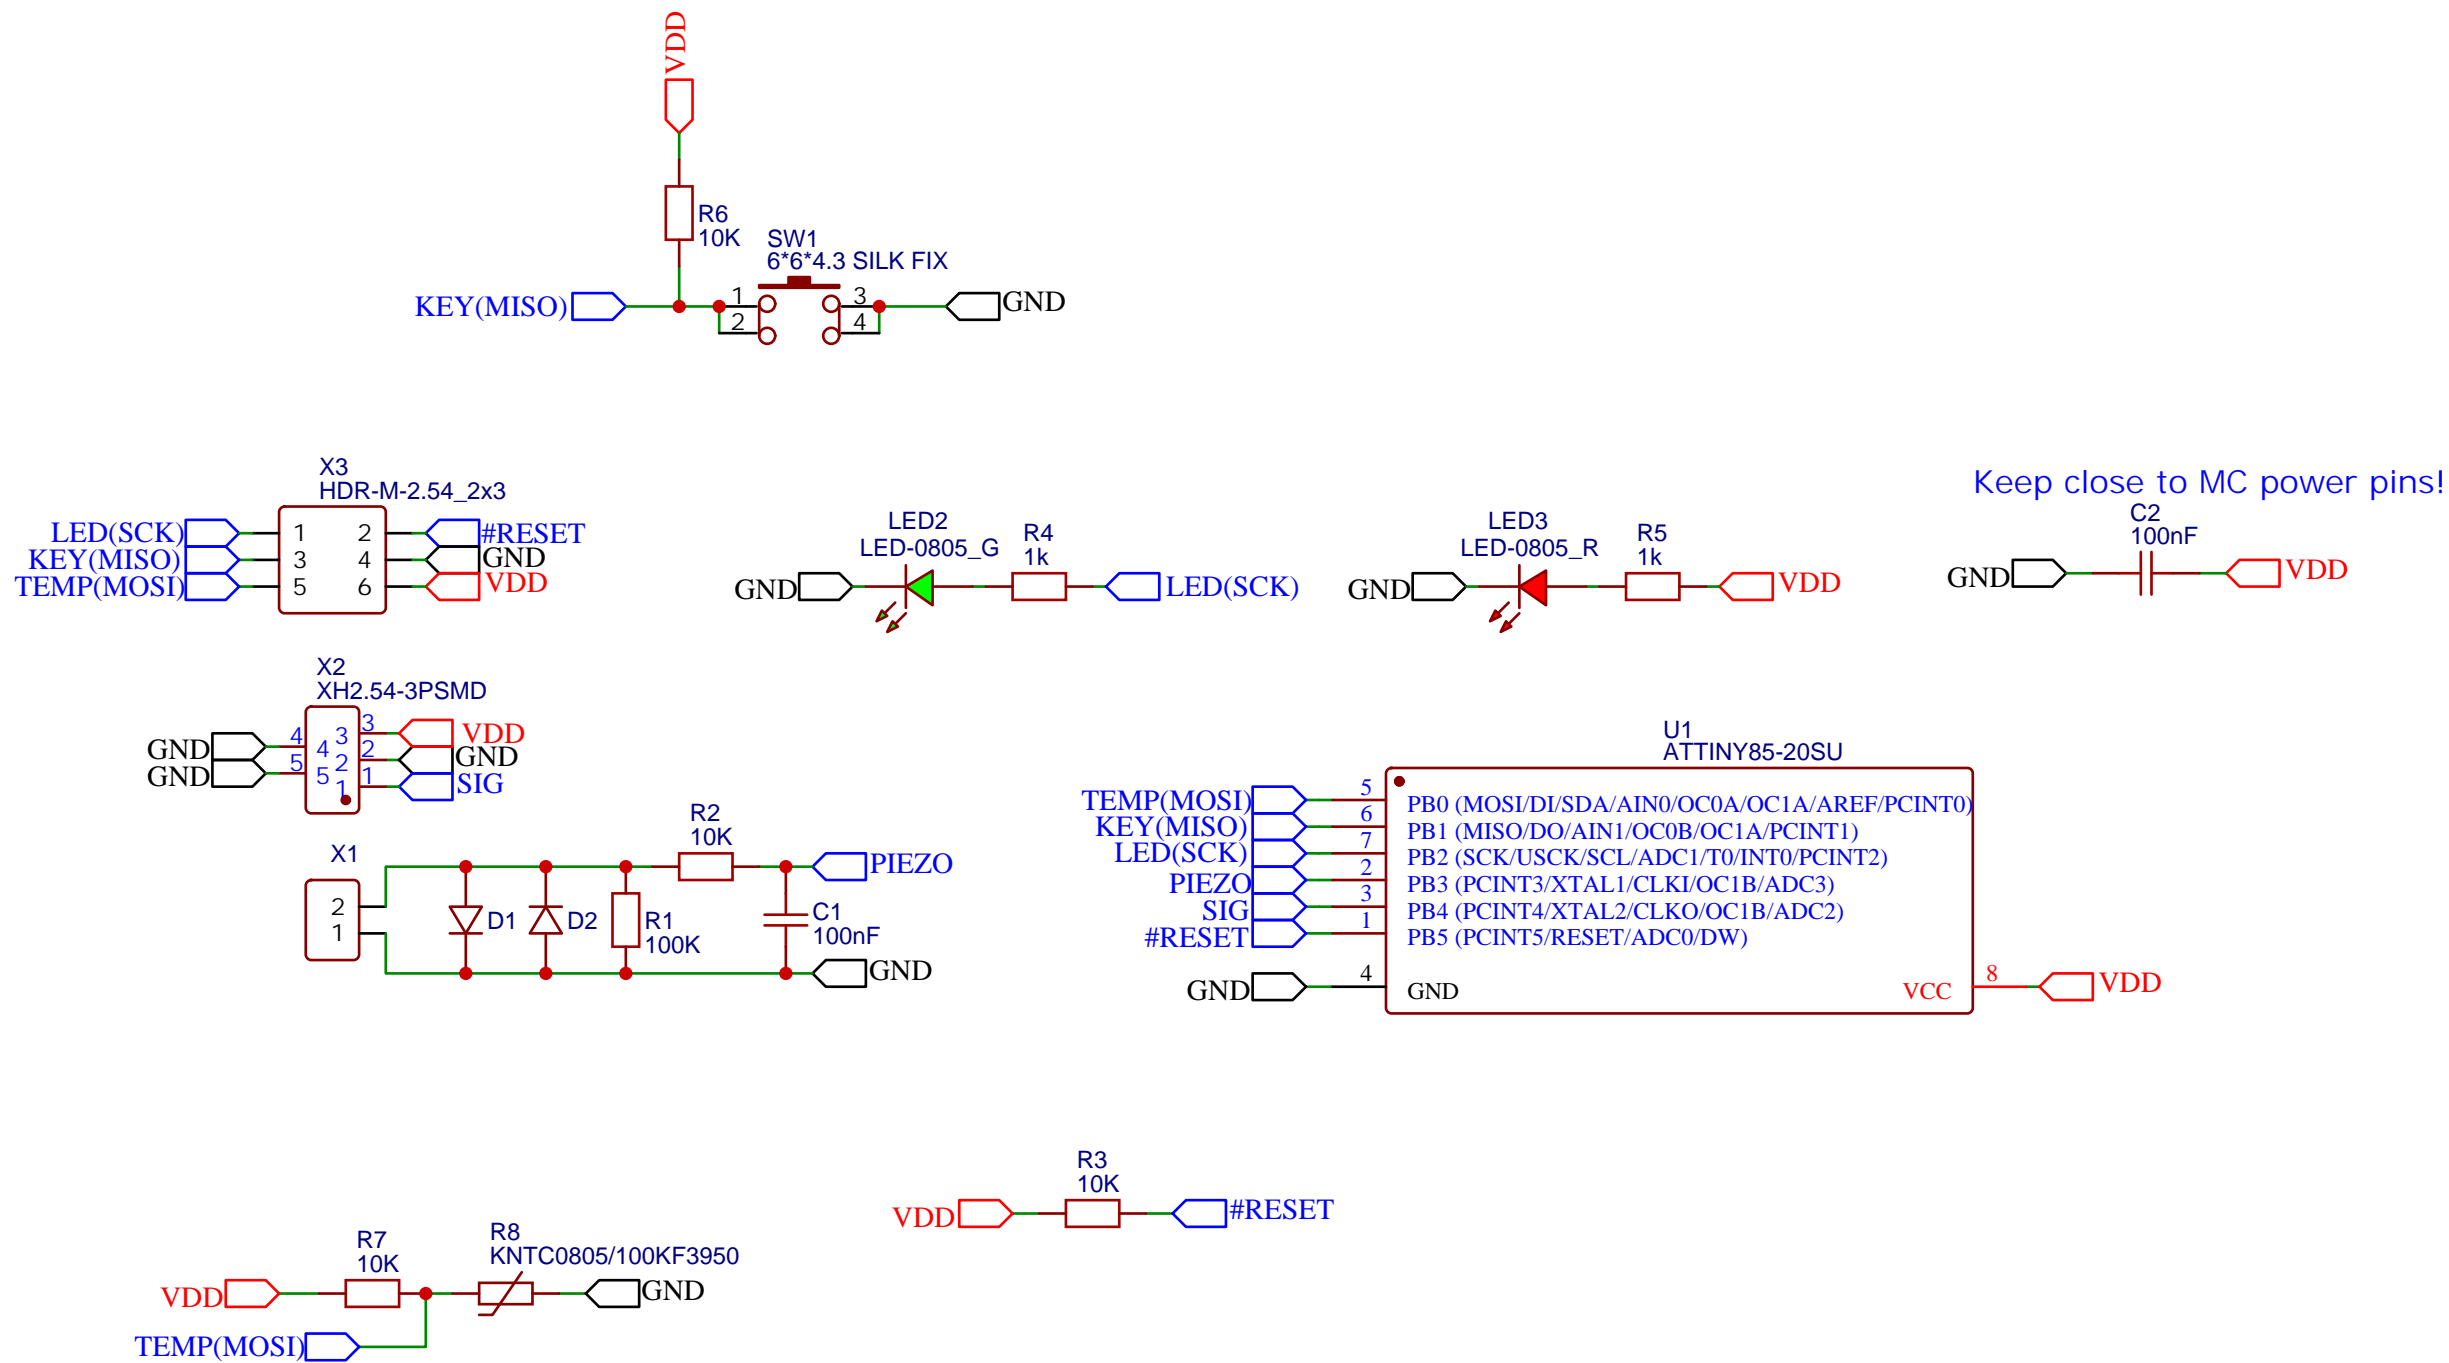 VDD
R6
10K
SW1
6*6*4.3 SILK FIX
KEY(MISO)
1
2
3
4
GND
X3
HDR-M-2.54_2x3
LED(SCK)
KEY(MISO)
TEMP(MOSI)
1 2
3 4
5 6
#RESET
GND
VDD
LED2
LED-0805_G
R4
1k
GND
LED(SCK)
LED3
LED-0805_R
R5
1k
GND
VDD
Keep close to MC power pins!
C2
100nF
GND
VDD
X2
XH2.54-3PSMD
GND
GND
4
5
4
5
3
2
1
3
2
1
VDD
GND
SIG
X1
2
1
D1
D2
R1
100K
R2
10K
C1
100nF
PIEZO
GND
U1
ATTINY85-20SU
TEMP(MOSI) 5 PB0 (MOSI/DI/SDA/AIN0/OC0A/OC1A/AREF/PCINT0)
KEY(MISO) 6 PB1 (MISO/DO/AIN1/OC0B/OC1A/PCINT1)
LED(SCK) 7 PB2 (SCK/USCK/SCL/ADC1/T0/INT0/PCINT2)
PIEZO 2 PB3 (PCINT3/XTAL1/CLKI/OC1B/ADC3)
SIG 3 PB4 (PCINT4/XTAL2/CLKO/OC1B/ADC2)
#RESET 1 PB5 (PCINT5/RESET/ADC0/DW)
GND 4 GND
VCC 8 VDD
R3
10K
VDD
#RESET
R7
10K
R8
KNTC0805/100KF3950
VDD
GND
TEMP(MOSI)